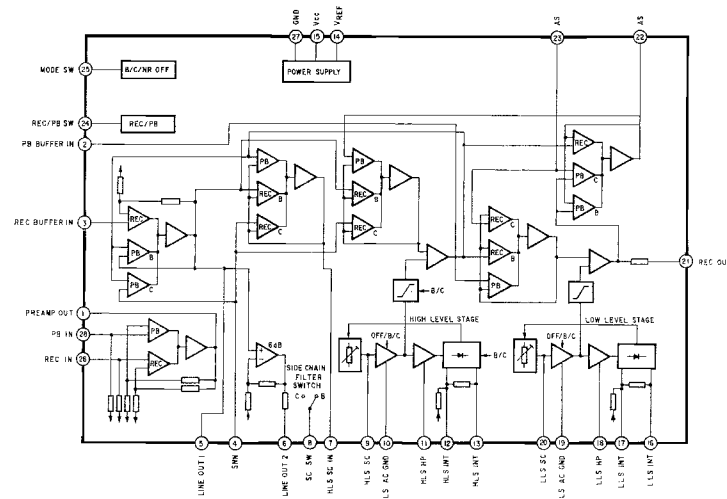 GND
Vcc
VREF
AS
AS
27
15
14
23
22
MODE SW 25 B/C/NR OFF
POWER SUPPLY
REC/PB SW 24 REC/PB
PB BUFFER IN 2
PB
REC B
C
PB
REC B
REC C
REC
PB C
PB B
REC BUFFER IN 3
REC
PB B
PB C
REC C
REC B
PB
21 REC OUT
B/C
PREAMP OUT 1
PB IN 28
PB
REC IN 26
REC
6dB
SIDE CHAIN
FILTER
SWITCH
C B
HIGH LEVEL STAGE
OFF/B/C
B/C
LOW LEVEL STAGE
OFF/B/C
5
4
6
8
7
9
10
11
12
13
20
19
18
17
16
LINE OUT 1
LINE OUT 2
SC SW
HLS SC IN
HLS SC
HLS AC GND
HLS HP
HLS INT
HLS INT
LLS SC
LLS AC GND
LLS HP
LLS INT
LLS INT